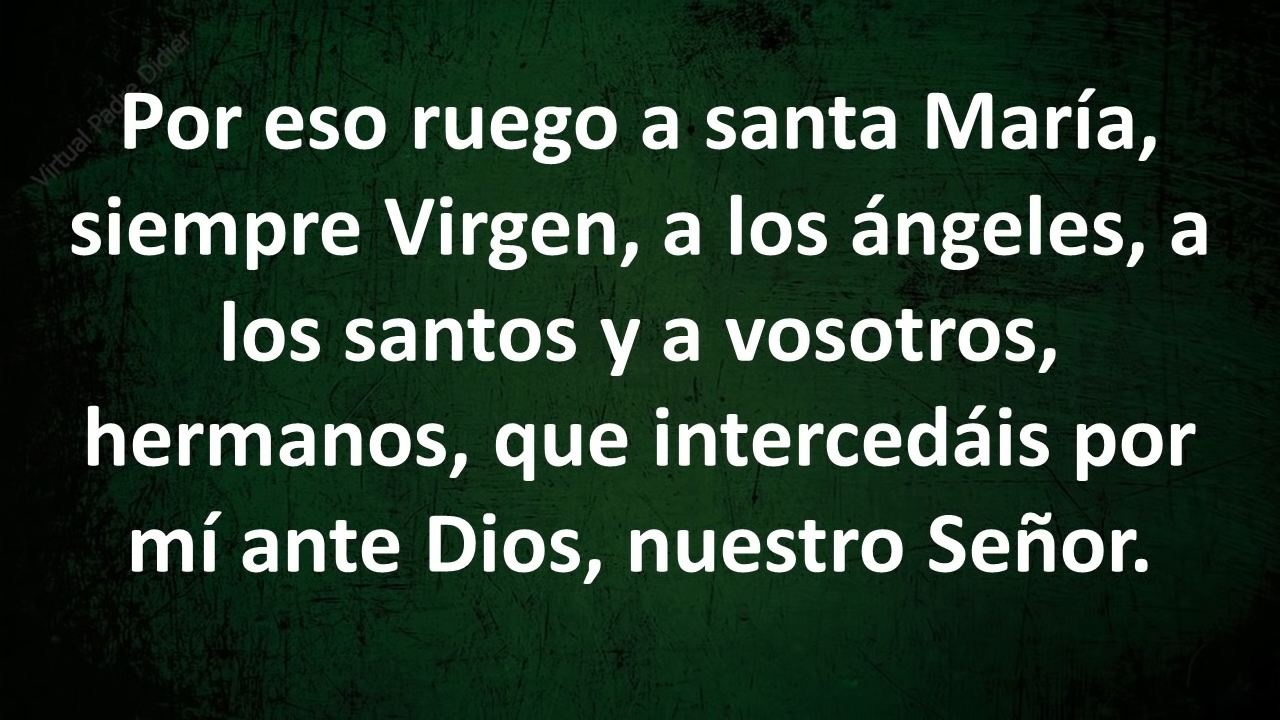 Virtual Padre Didier
Por eso ruego a santa María,
siempre Virgen, a los ángeles, a
los santos y a vosotros,
hermanos, que intercedáis por
mí ante Dios, nuestro Señor.